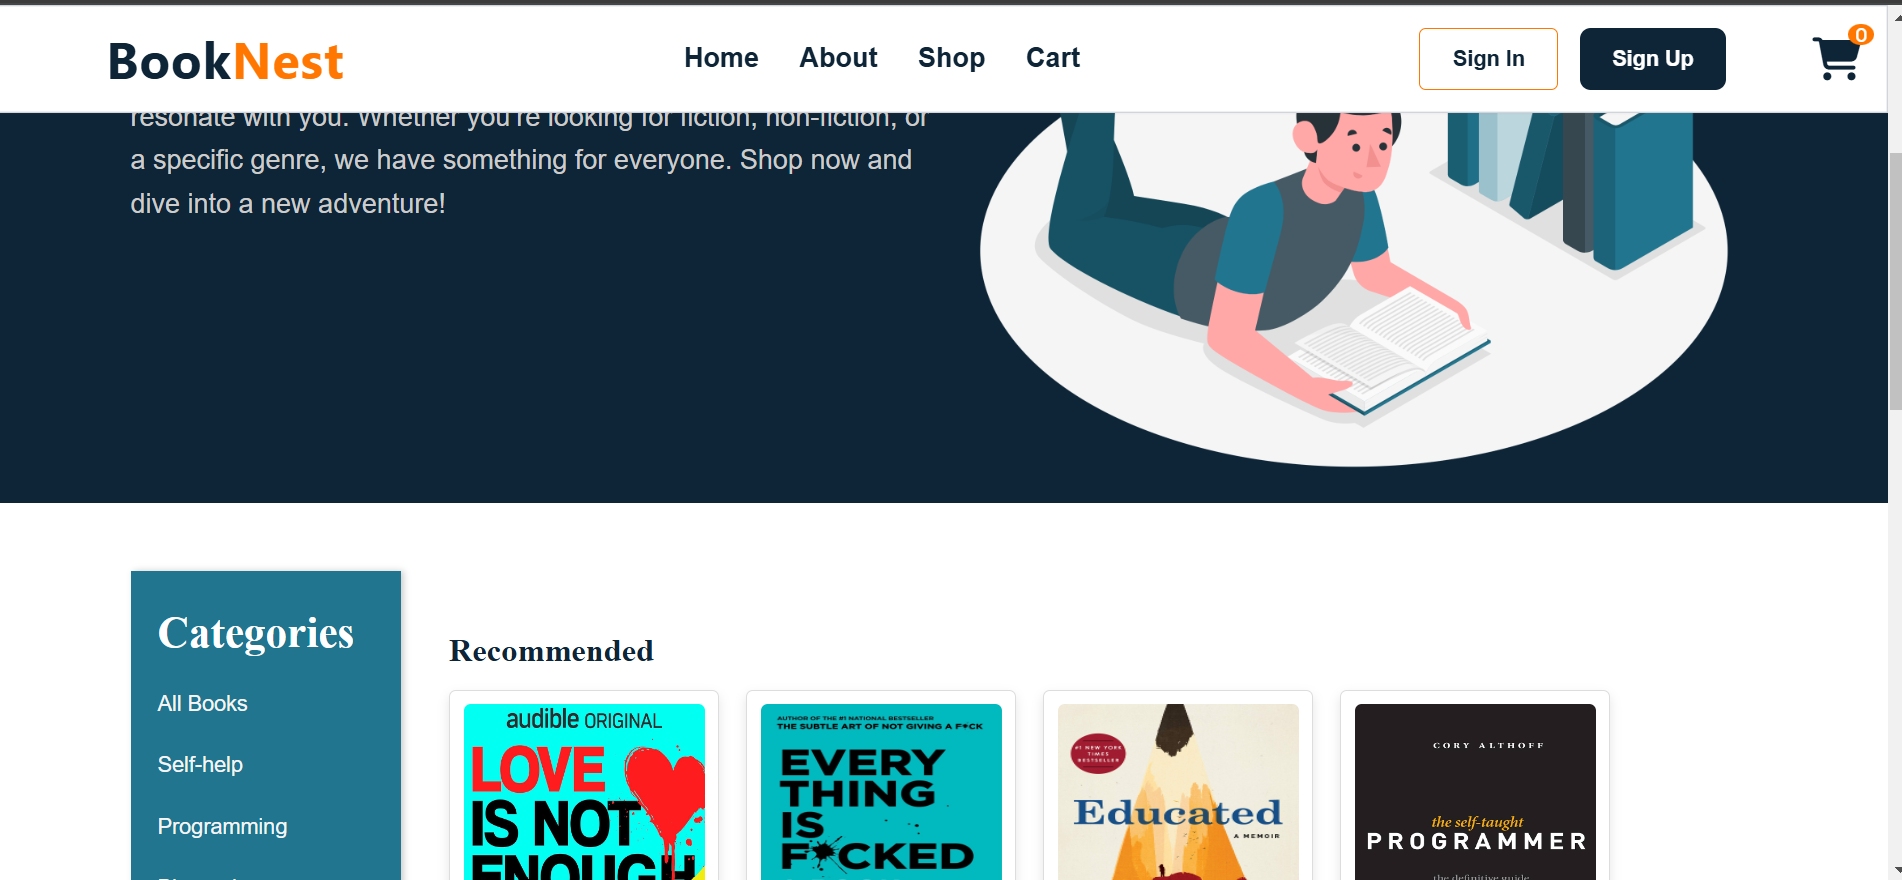 BookNest
Home About Shop Cart
Sign In
Sign Up
0
resonate with you. Whether you're looking for fiction, non-fiction, or
a specific genre, we have something for everyone. Shop now and
dive into a new adventure!
Categories
All Books
Self-help
Programming
Recommended
audible ORIGINAL
LOVE
IS NOT
ENOUGH
AUTHOR OF THE #1 NATIONAL BESTSELLER
THE SUBTLE ART OF NOT GIVING A F*CK
EVERY
THING
IS
F*CKED
#1 NEW YORK
TIMES
BESTSELLER
Educated
A MEMOIR
CORY ALTHOFF
the self-taught
PROGRAMMER
the definitive guide